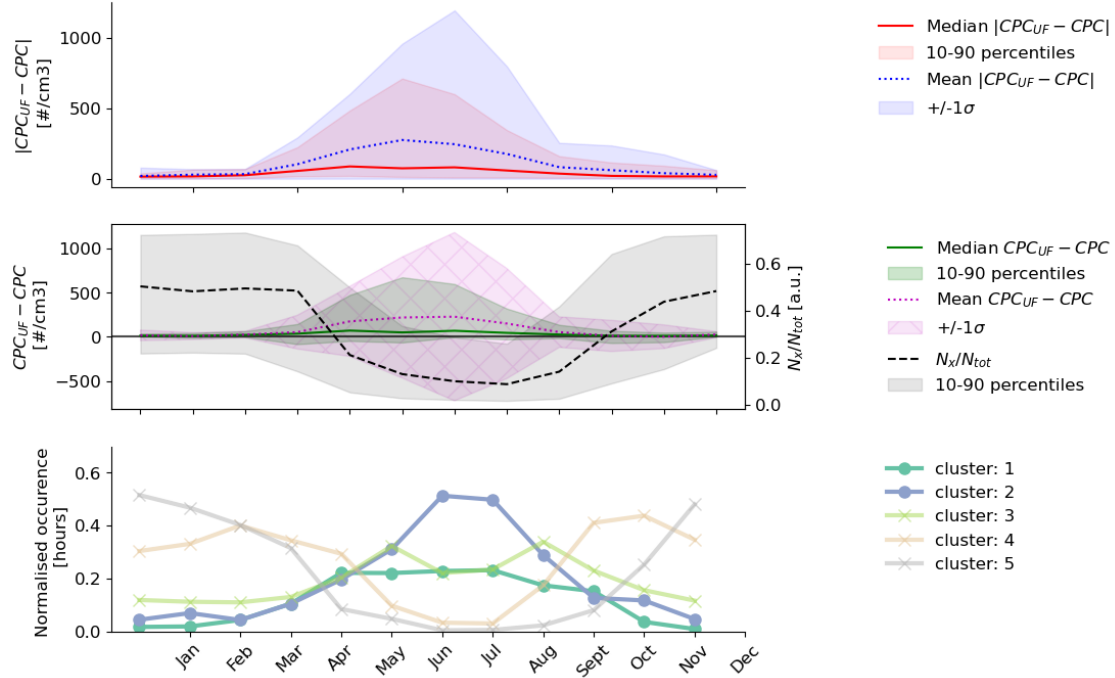 1000
500
0
|CPC_UF − CPC|
[#/cm3]
Median |CPC_UF − CPC|
10-90 percentiles
Mean |CPC_UF − CPC|
+/-1σ
1000
500
0
−500
CPC_UF − CPC
[#/cm3]
0.6
0.4
0.2
0.0
N_x/N_tot [a.u.]
Median CPC_UF − CPC
10-90 percentiles
Mean CPC_UF − CPC
+/-1σ
N_x/N_tot
10-90 percentiles
0.6
0.4
0.2
0.0
Normalised occurence
[hours]
Jan
Feb
Mar
Apr
May
Jun
Jul
Aug
Sept
Oct
Nov
Dec
cluster: 1
cluster: 2
cluster: 3
cluster: 4
cluster: 5